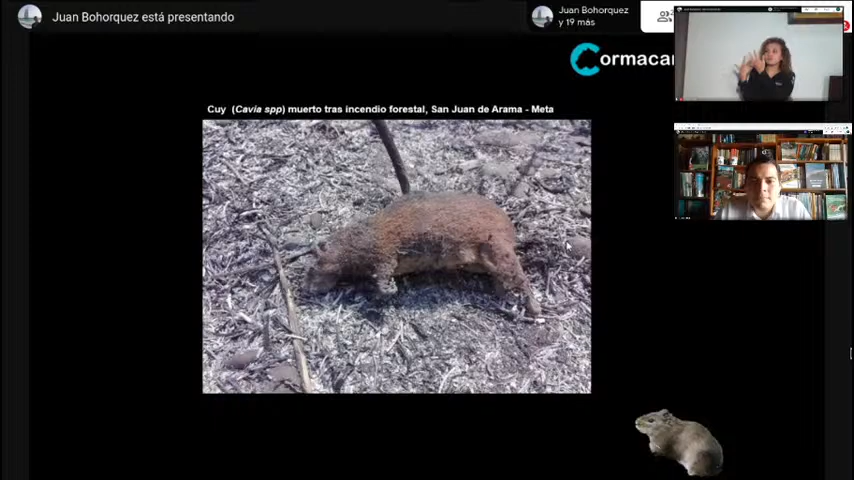 Juan Bohorquez está presentando
Juan Bohorquez
y 19 más
Cormacar
Cuy (Cavia spp) muerto tras incendio forestal, San Juan de Arama - Meta